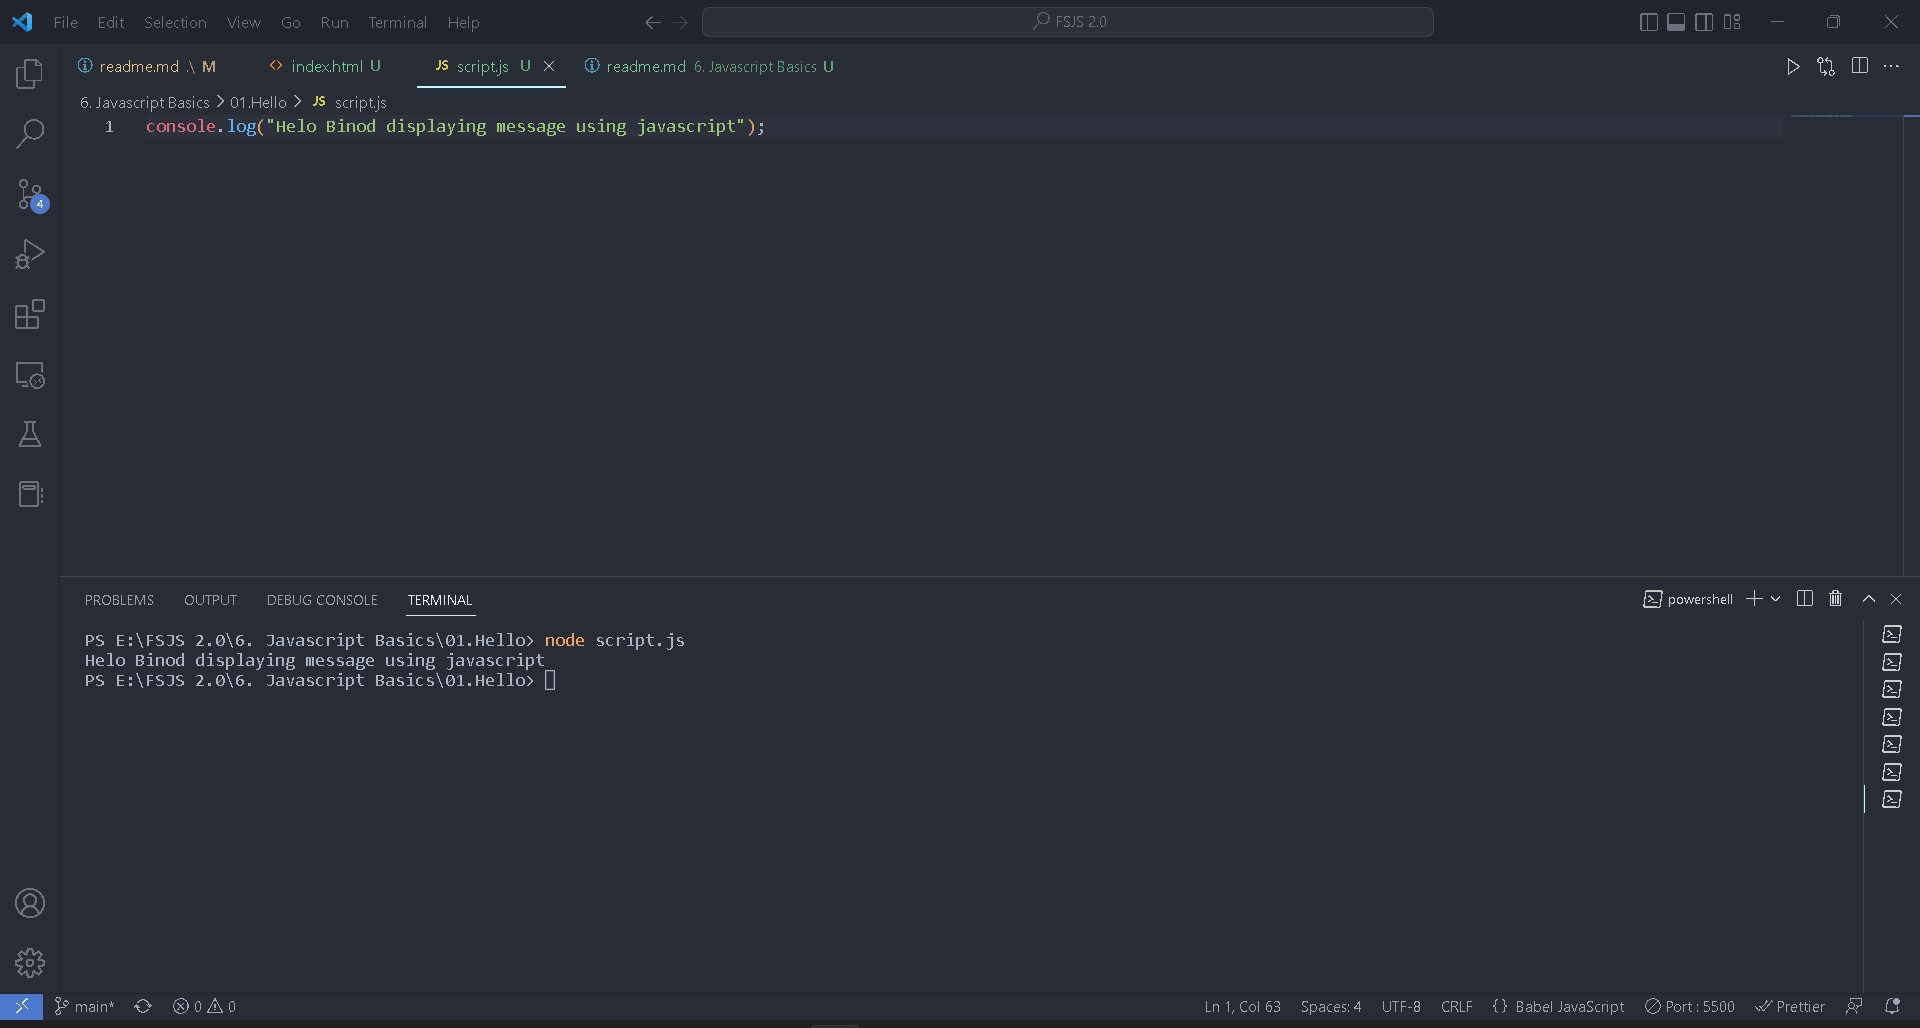 File Edit Selection View Go Run Terminal Help
FSJS 2.0
readme.md .\ M
index.html U
JS script.js U
readme.md 6. Javascript Basics U
6. Javascript Basics > 01.Hello > JS script.js
1 console.log("Helo Binod displaying message using javascript");
4
PROBLEMS OUTPUT DEBUG CONSOLE TERMINAL
powershell
PS E:\FSJS 2.0\6. Javascript Basics\01.Hello> node script.js
Helo Binod displaying message using javascript
PS E:\FSJS 2.0\6. Javascript Basics\01.Hello>
main* 0 0 Ln 1, Col 63 Spaces: 4 UTF-8 CRLF {} Babel JavaScript Port : 5500 Prettier